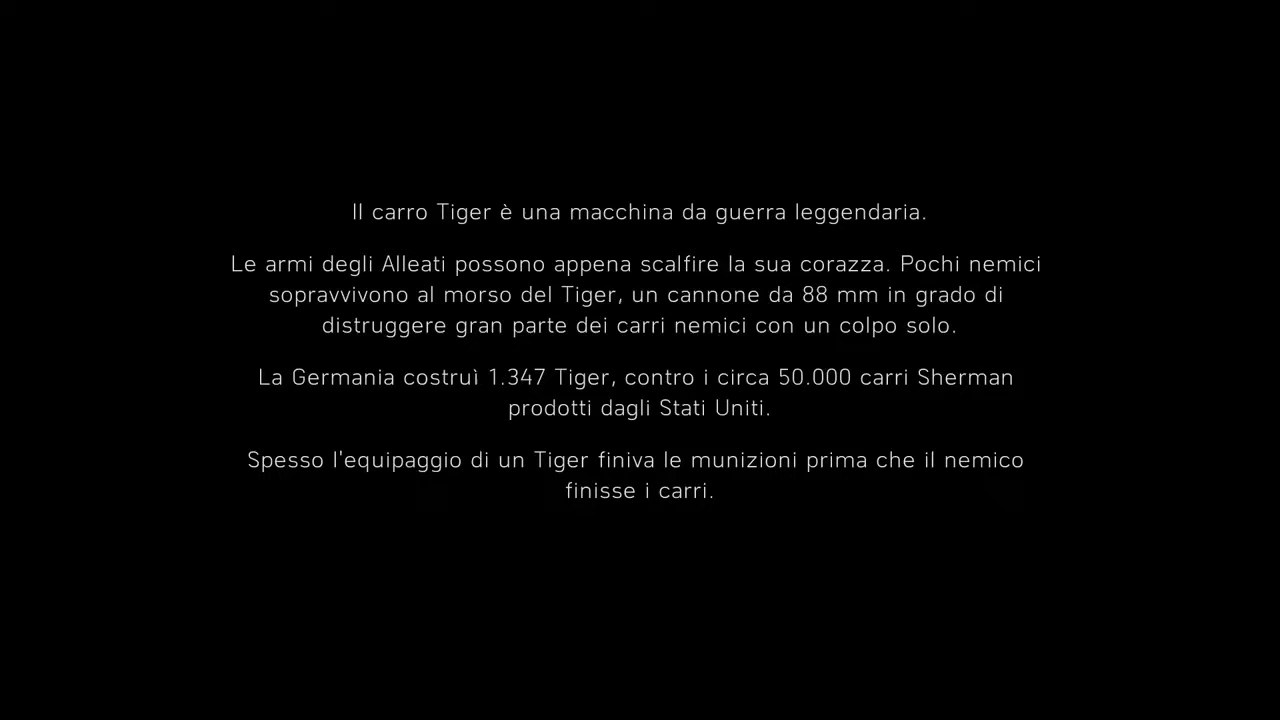 Il carro Tiger è una macchina da guerra leggendaria.
Le armi degli Alleati possono appena scalfire la sua corazza. Pochi nemici
sopravvivono al morso del Tiger, un cannone da 88 mm in grado di
distruggere gran parte dei carri nemici con un colpo solo.
La Germania costruì 1.347 Tiger, contro i circa 50.000 carri Sherman
prodotti dagli Stati Uniti.
Spesso l'equipaggio di un Tiger finiva le munizioni prima che il nemico
finisse i carri.